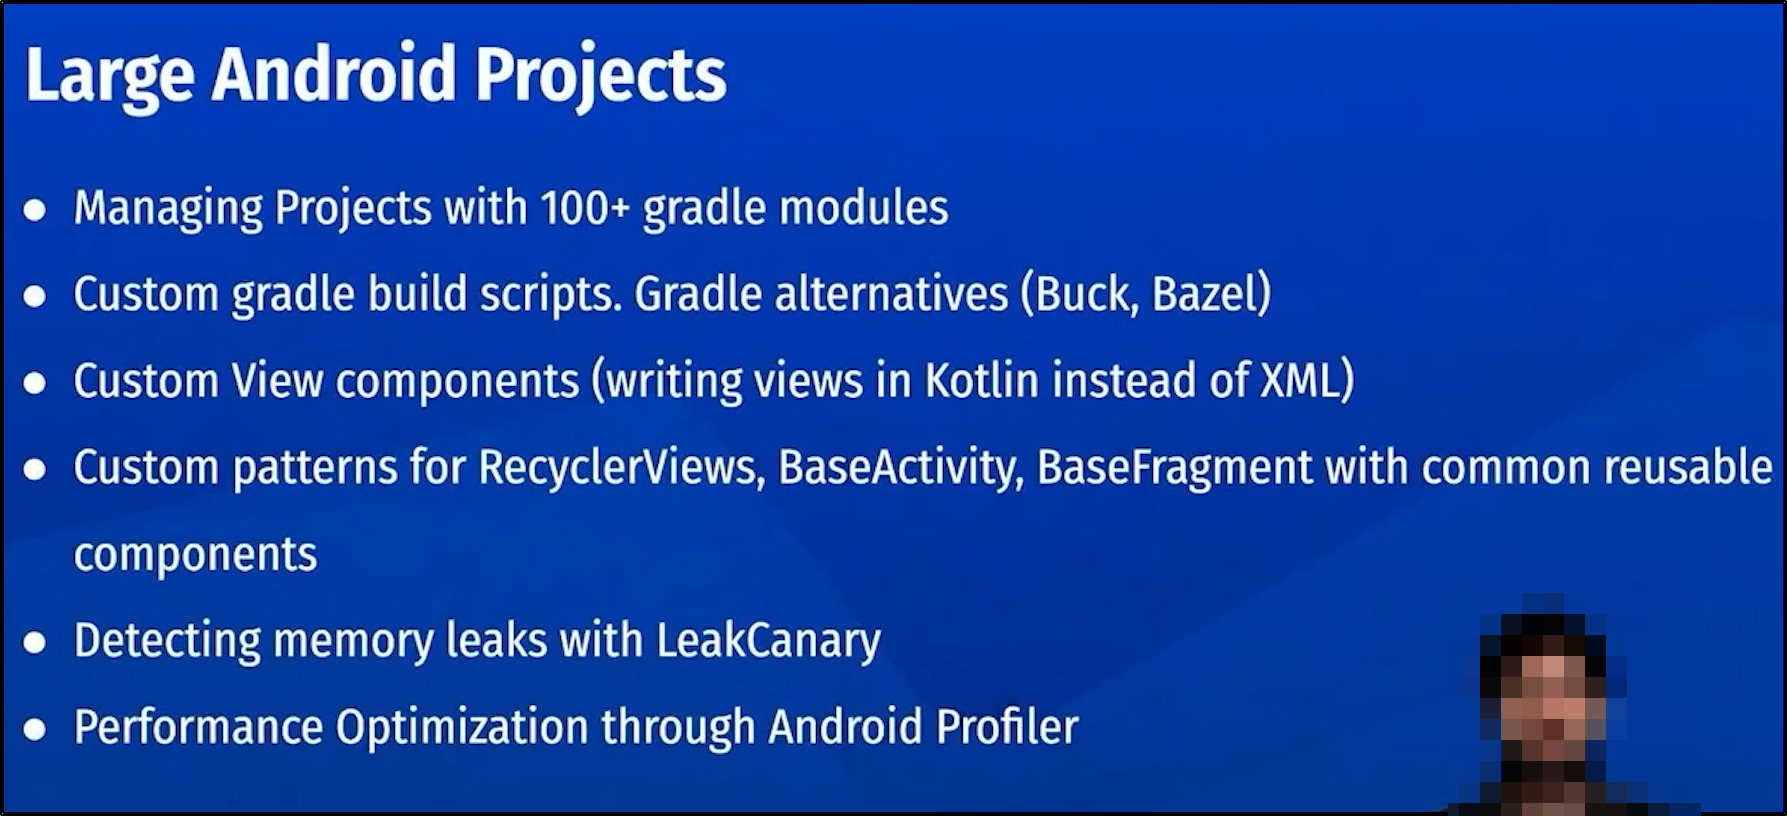 Large Android Projects
● Managing Projects with 100+ gradle modules
● Custom gradle build scripts. Gradle alternatives (Buck, Bazel)
● Custom View components (writing views in Kotlin instead of XML)
● Custom patterns for RecyclerViews, BaseActivity, BaseFragment with common reusable
components
● Detecting memory leaks with LeakCanary
● Performance Optimization through Android Profiler